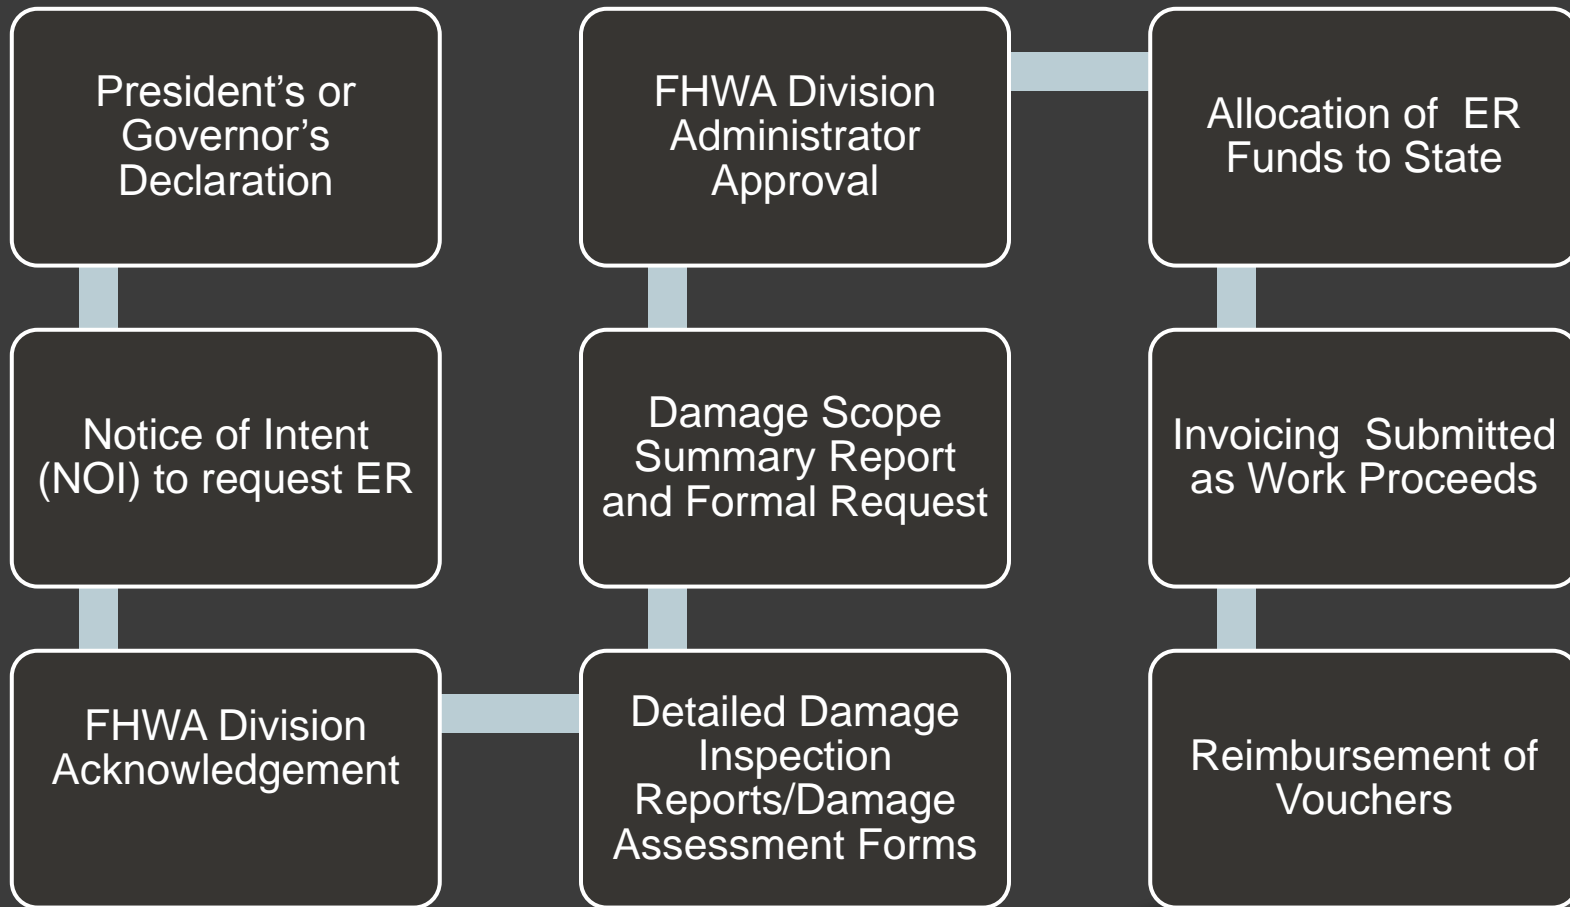 President’s or
Governor’s
Declaration
Notice of Intent
(NOI) to request ER
FHWA Division
Acknowledgement
Detailed Damage
Inspection
Reports/Damage
Assessment Forms
Damage Scope
Summary Report
and Formal Request
FHWA Division
Administrator
Approval
Allocation of  ER
Funds to State
Invoicing  Submitted
as Work Proceeds
Reimbursement of
Vouchers